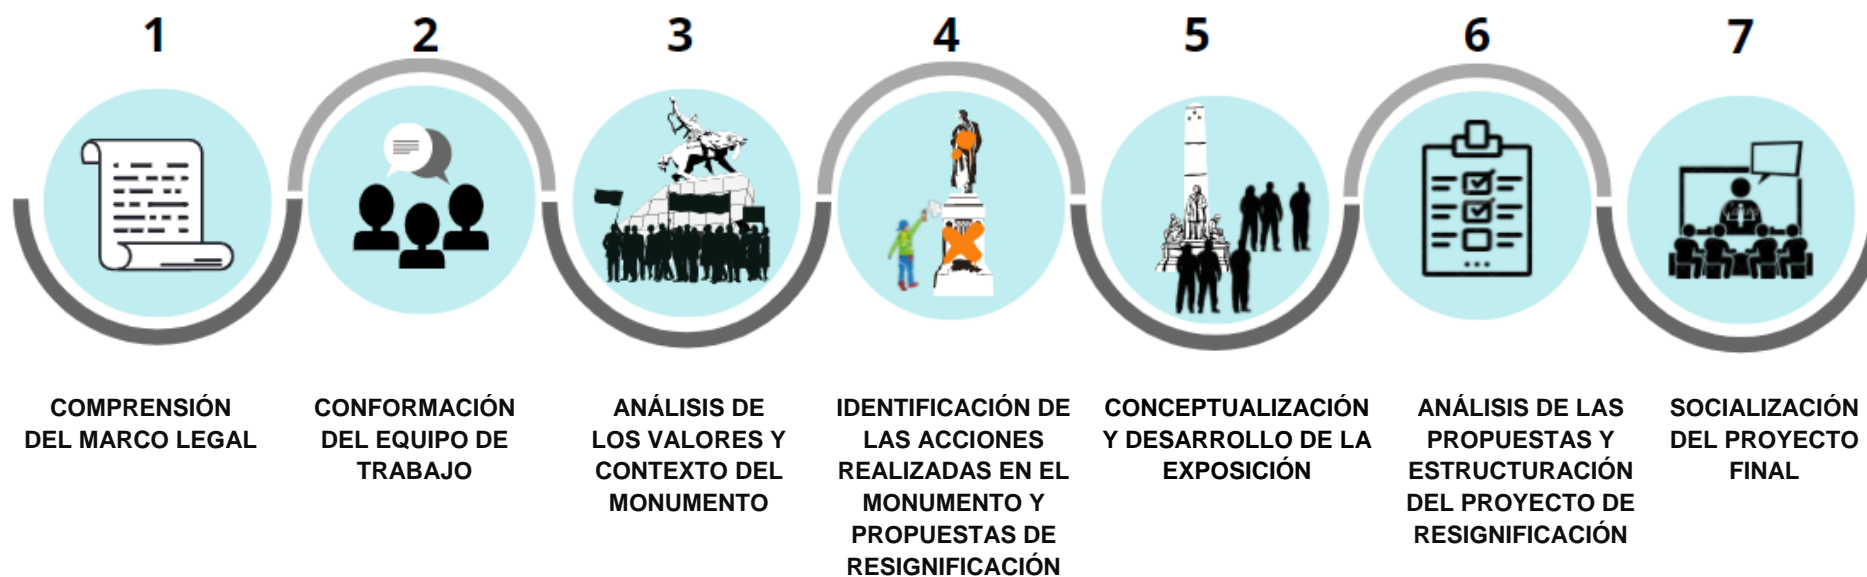 1
COMPRENSIÓN
DEL MARCO LEGAL
2
CONFORMACIÓN
DEL EQUIPO DE
TRABAJO
3
ANÁLISIS DE
LOS VALORES Y
CONTEXTO DEL
MONUMENTO
4
IDENTIFICACIÓN DE
LAS ACCIONES
REALIZADAS EN EL
MONUMENTO Y
PROPUESTAS DE
RESIGNIFICACIÓN
5
CONCEPTUALIZACIÓN
Y DESARROLLO DE LA
EXPOSICIÓN
6
ANÁLISIS DE LAS
PROPUESTAS Y
ESTRUCTURACIÓN
DEL PROYECTO DE
RESIGNIFICACIÓN
7
SOCIALIZACIÓN
DEL PROYECTO
FINAL